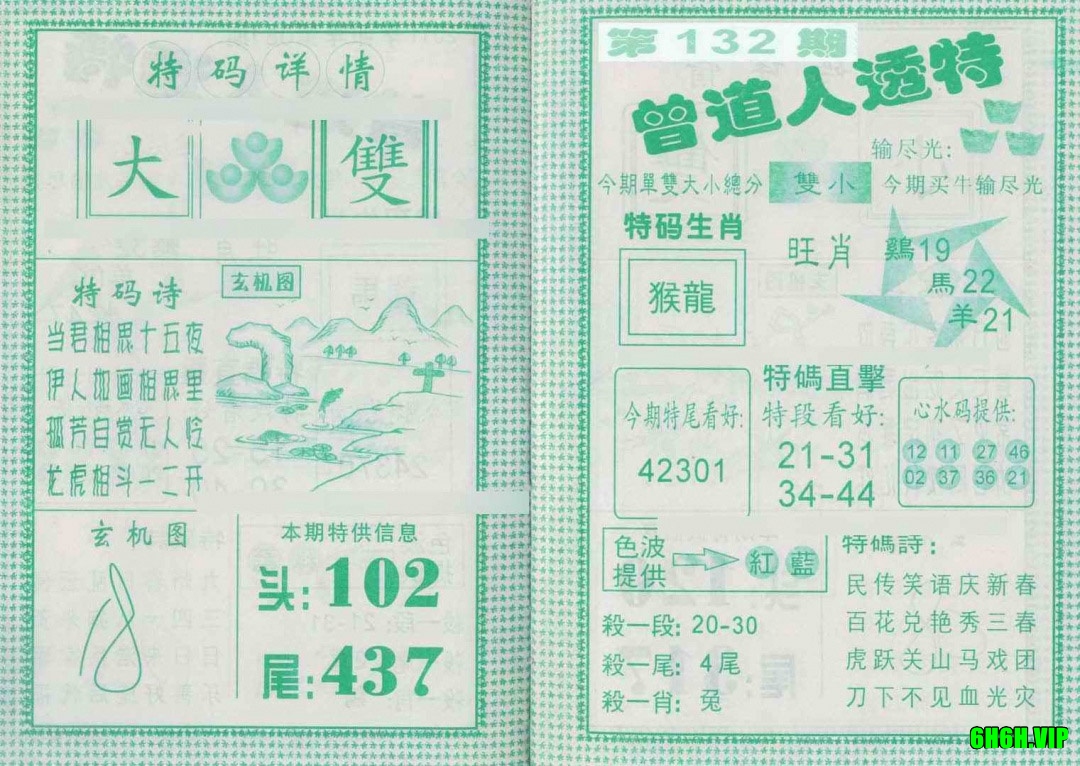 特码详情
大 雙
特码诗
当君相思十五夜
伊人如画相思里
孤芳自赏无人怜
龙虎相斗一二开
玄机图
玄机图
本期特供信息
头:102
尾:437
第132期
曾道人透特
输尽光:
今期單雙大小總分 雙小 今期买牛输尽光
特码生肖
猴龍
旺肖
鷄19
馬22
羊21
今期特尾看好:
42301
特碼直擊
特段看好:
21-31
34-44
心水码提供:
12 11 27 46
02 37 36 21
色波提供
紅 藍
殺一段: 20-30
殺一尾: 4尾
殺一肖: 兔
特碼詩:
民传笑语庆新春
百花兑艳秀三春
虎跃关山马戏团
刀下不见血光灾
6H6H.VIP